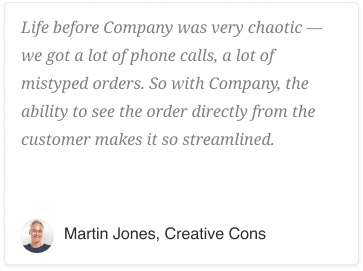 Life before Company was very chaotic —
we got a lot of phone calls, a lot of
mistyped orders. So with Company, the
ability to see the order directly from the
customer makes it so streamlined.
Martin Jones, Creative Cons